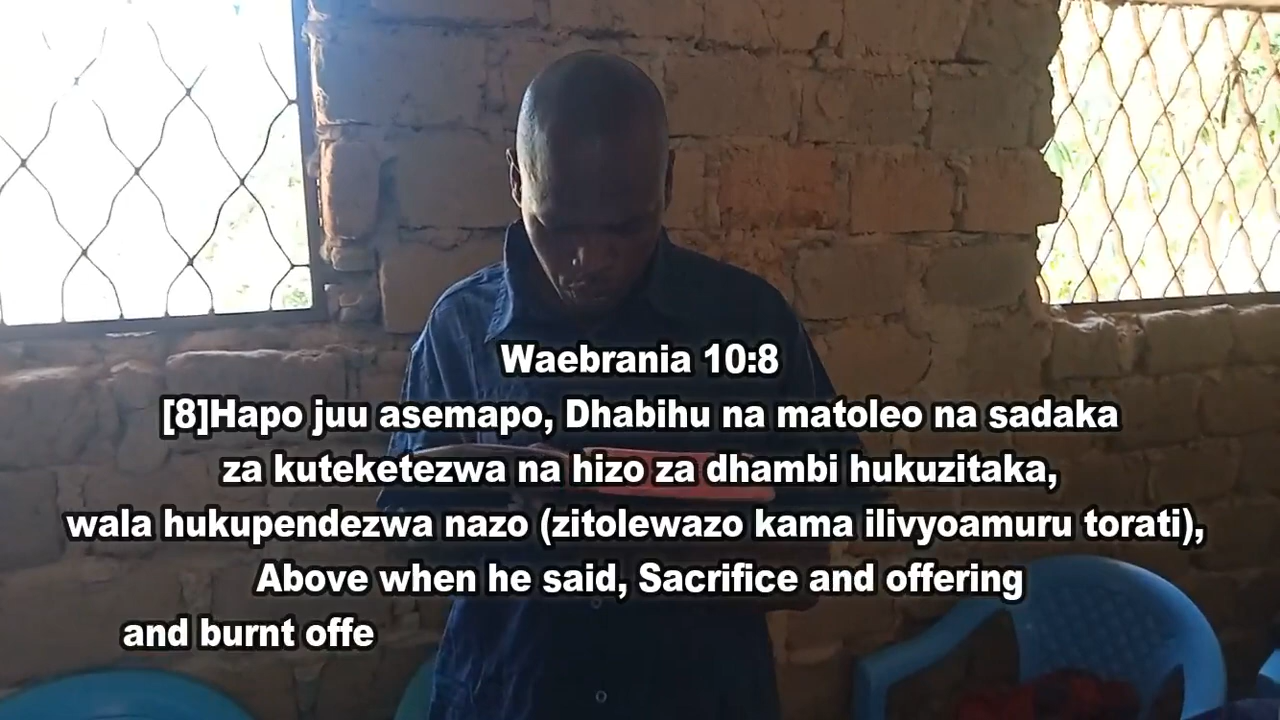 Waebrania 10:8
[8]Hapo juu asemapo, Dhabihu na matoleo na sadaka
za kuteketezwa na hizo za dhambi hukuzitaka,
wala hukupendezwa nazo (zitolewazo kama ilivyoamuru torati),
Above when he said, Sacrifice and offering
and burnt offe